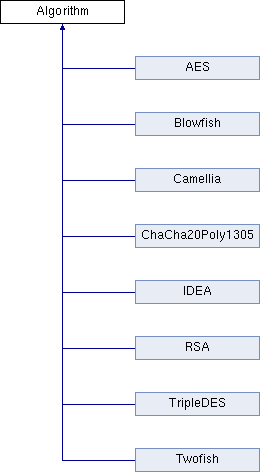 Algorithm
AES
Blowfish
Camellia
ChaCha20Poly1305
IDEA
RSA
TripleDES
Twofish